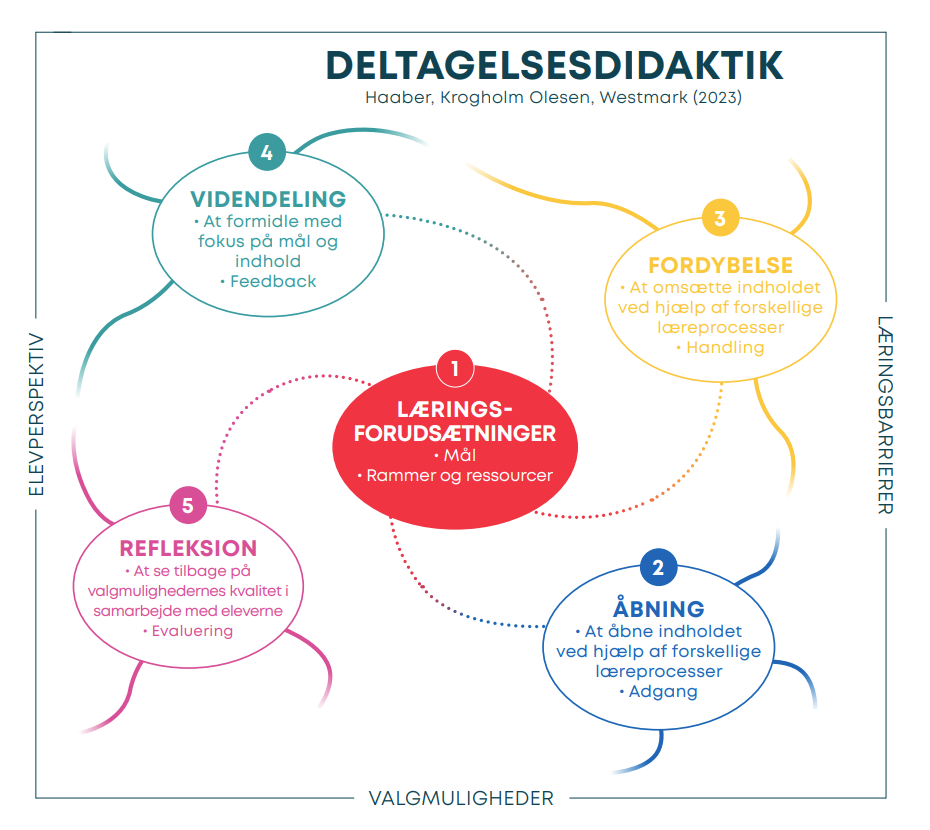 DELTAGELSESDIDAKTIK
Haaber, Krogholm Olesen, Westmark (2023)
4
VIDENDELING
• At formidle med
fokus på mål og
indhold
• Feedback
3
FORDYBELSE
• At omsætte indholdet
ved hjælp af forskellige
læreprocesser
• Handling
1
LÆRINGS-
FORUDSÆTNINGER
• Mål
• Rammer og ressourcer
5
REFLEKSION
• At se tilbage på
valgmulighedernes kvalitet i
samarbejde med eleverne
• Evaluering
2
ÅBNING
• At åbne indholdet
ved hjælp af forskellige
læreprocesser
• Adgang
ELEVPERSPEKTIV
LÆRINGSBARRIERER
VALGMULIGHEDER